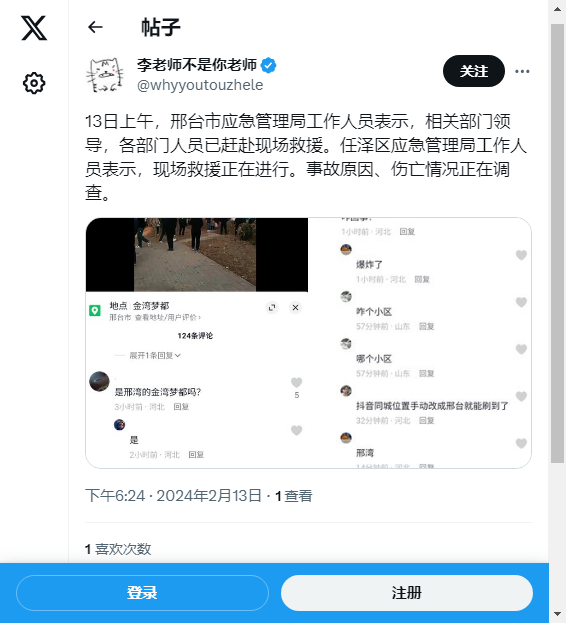 帖子
李老师不是你老师
@whyyoutouzhele
关注
13日上午，邢台市应急管理局工作人员表示，相关部门领
导，各部门人员已赶赴现场救援。任泽区应急管理局工作人
员表示，现场救援正在进行。事故原因、伤亡情况正在调
查。
地点 · 金湾梦都
邢台市 查看地址/用户评价 ›
124条评论
展开1条回复
是邢湾的金湾梦都吗?
3小时前 · 河北 回复
5
是
2小时前 · 河北 回复
1小时前 · 河北 回复
爆炸了
1小时前 · 河北 回复
咋个小区
57分钟前 · 山东 回复
哪个小区
57分钟前 · 山东 回复
抖音同城位置手动改成邢台就能刷到了
32分钟前 · 河北 回复
邢湾
14分钟前 · 河北 回复
下午6:24 · 2024年2月13日 · 1 查看
1 喜欢次数
登录
注册